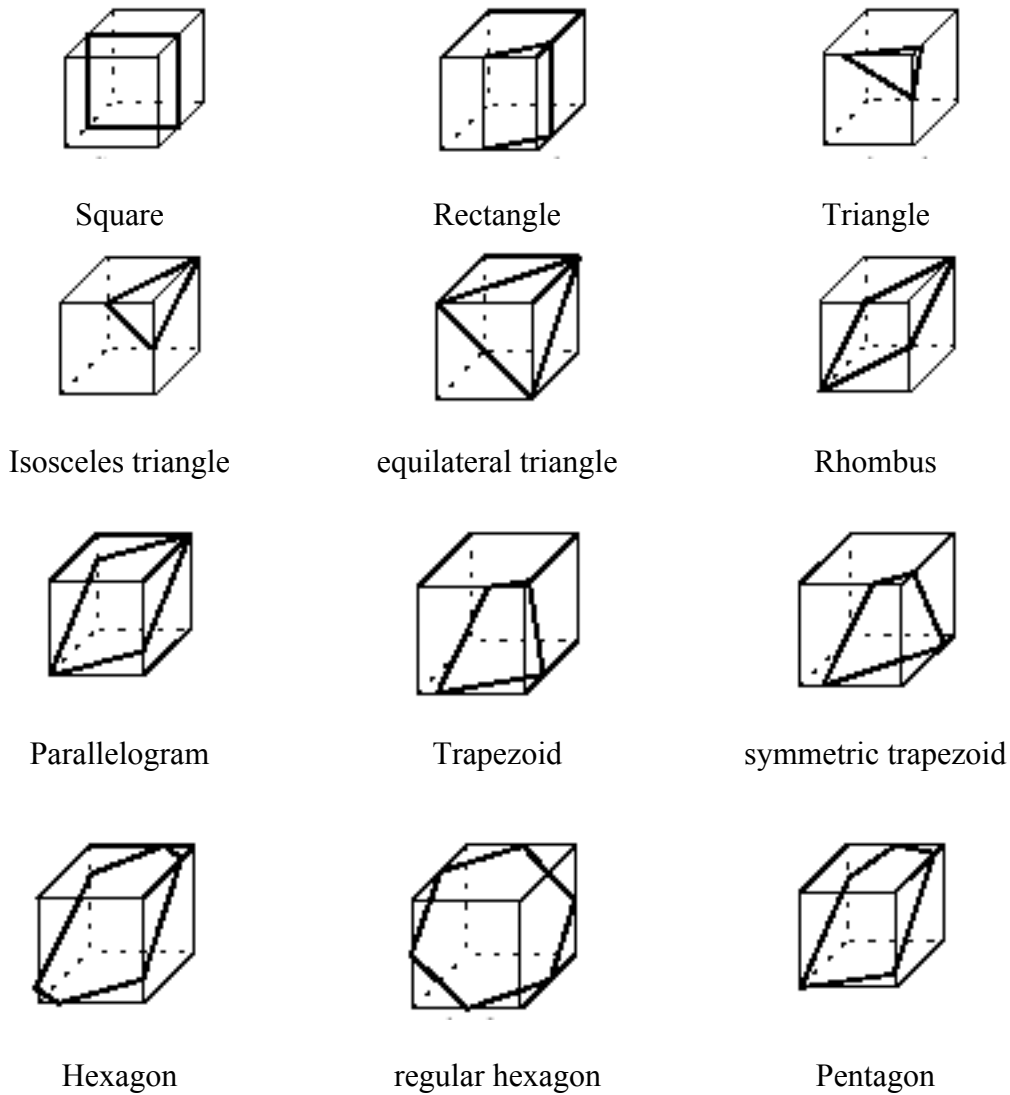 Square Rectangle Triangle
Isosceles triangle equilateral triangle Rhombus
Parallelogram Trapezoid symmetric trapezoid
Hexagon regular hexagon Pentagon